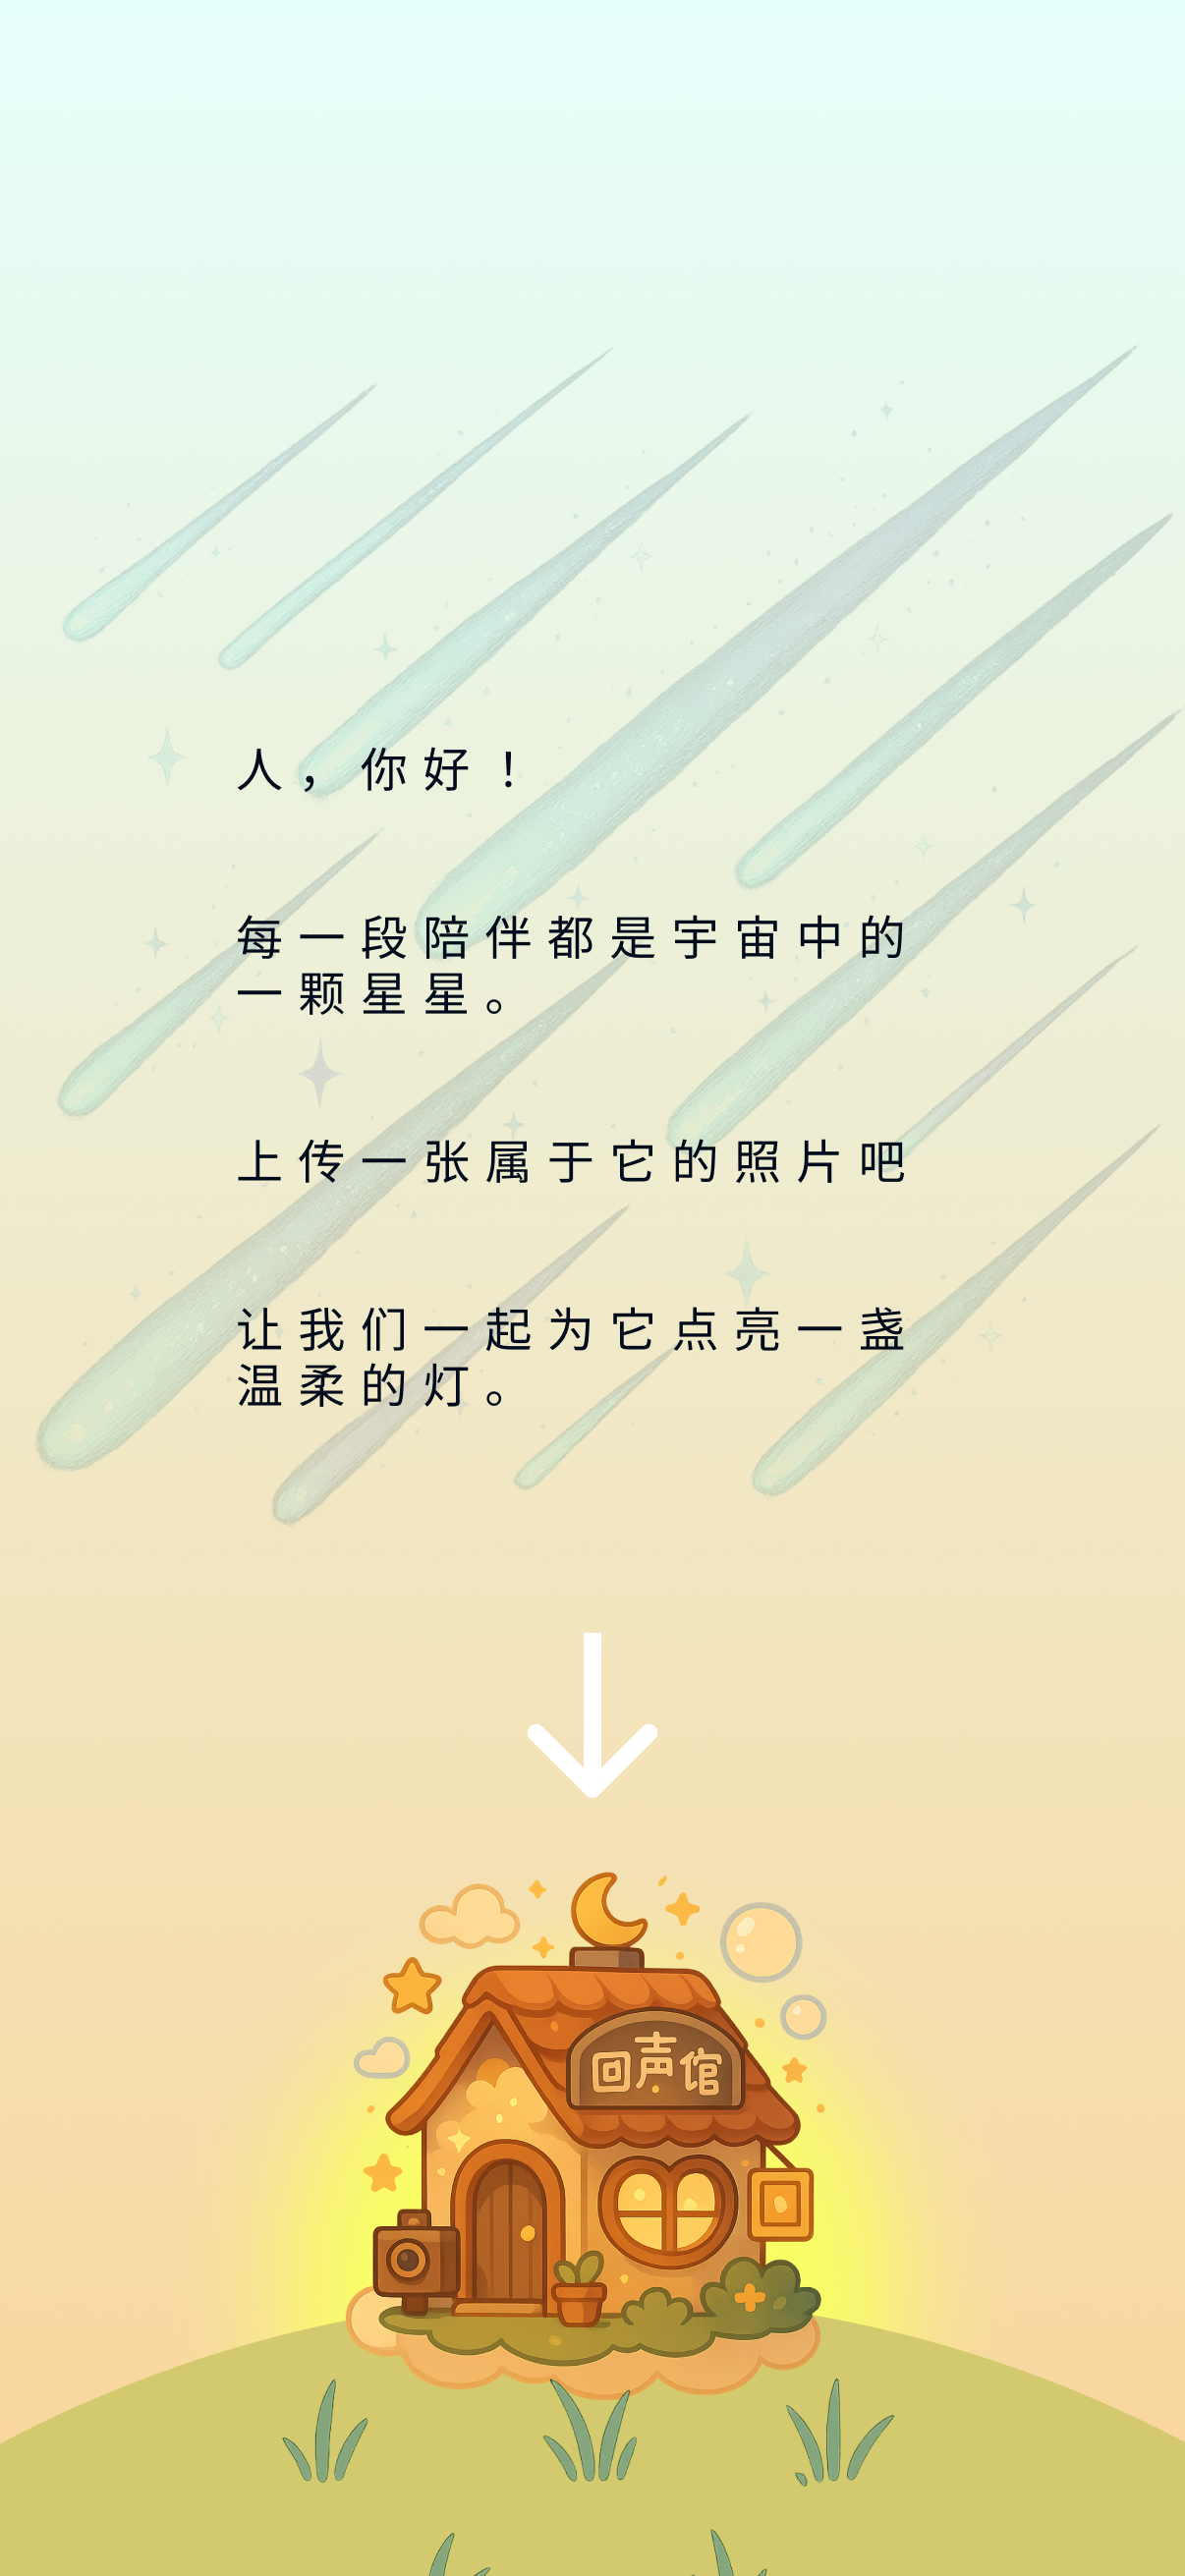 人，你好！
每一段陪伴都是宇宙中的
一颗星星。
上传一张属于它的照片吧
让我们一起为它点亮一盏
温柔的灯。
回声馆